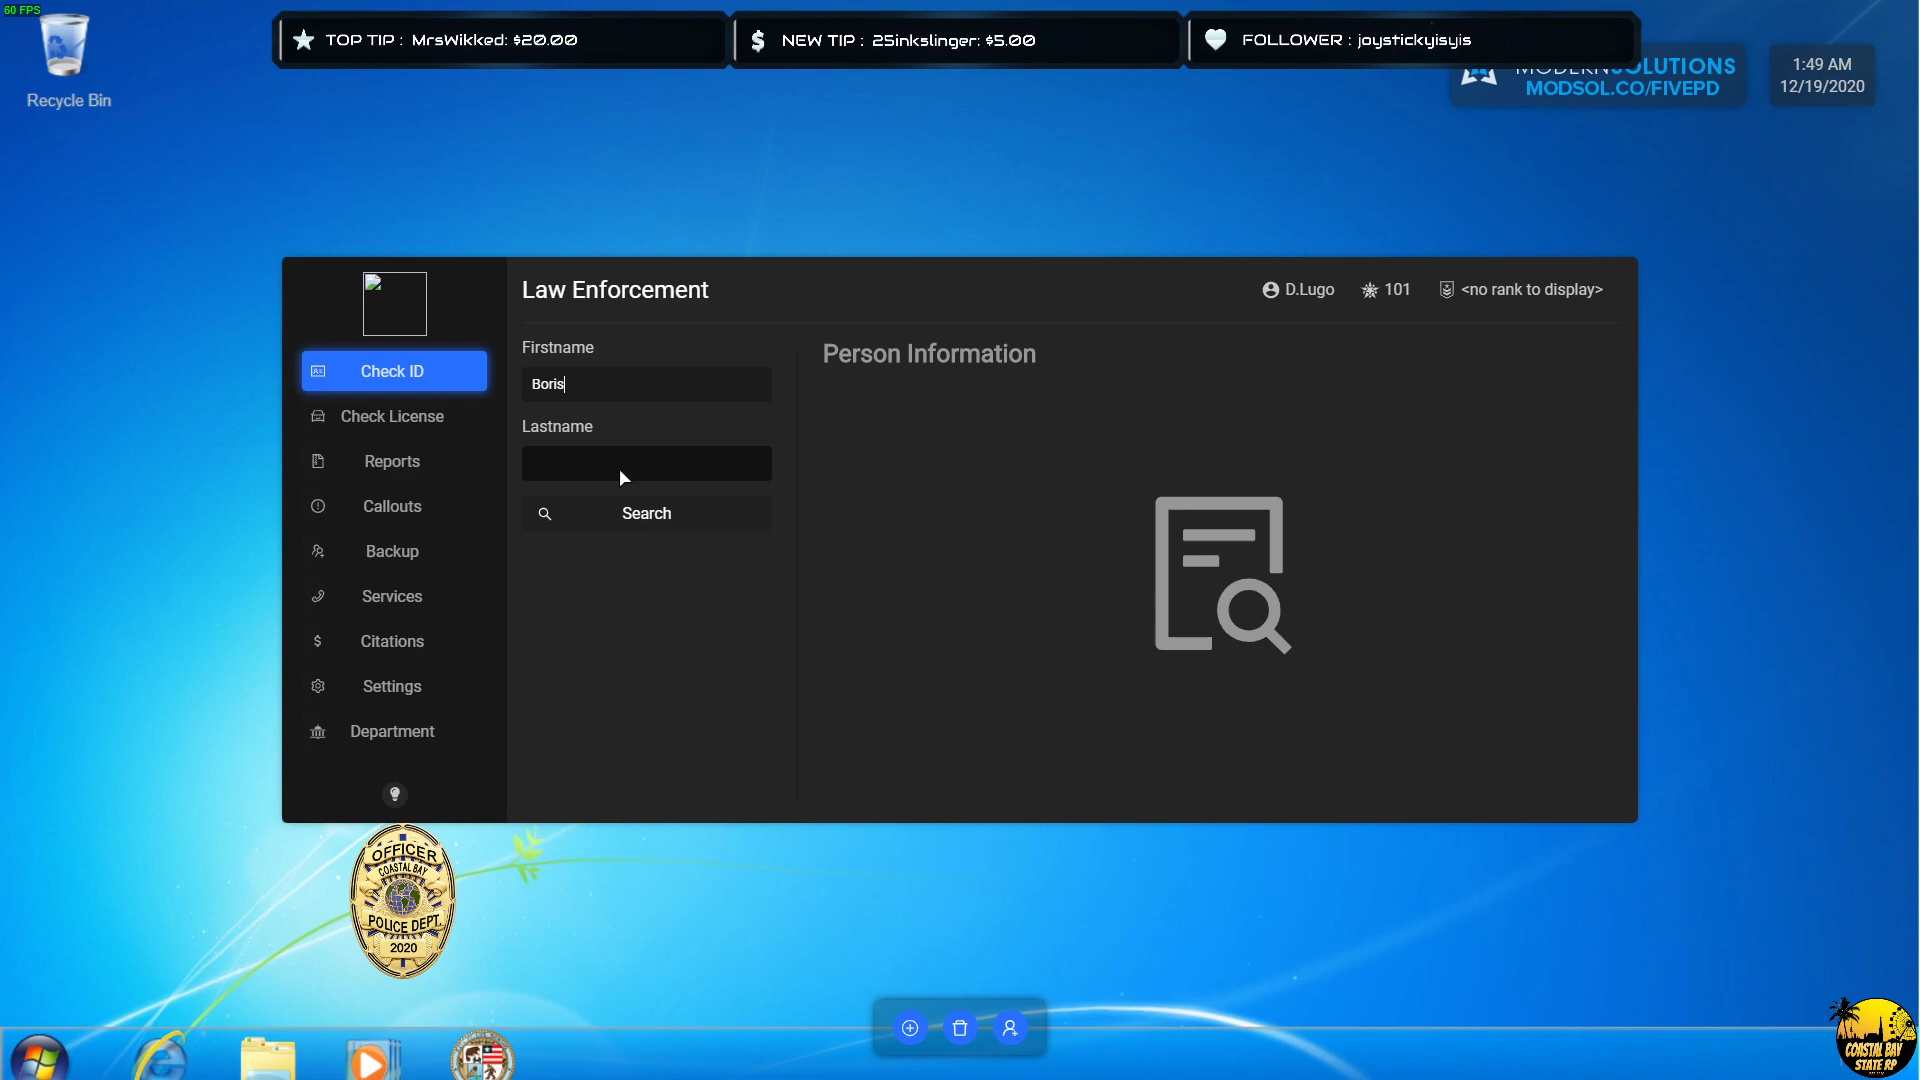 60 FPS
TOP TIP : MrsWikked: $20.00
NEW TIP : 25inkslinger: $5.00
FOLLOWER : joystickyisyis
Recycle Bin
MODERNSOLUTIONS
MODSOL.CO/FIVEPD
1:49 AM
12/19/2020
Law Enforcement
D.Lugo
101
<no rank to display>
Check ID
Check License
Reports
Callouts
Backup
Services
Citations
Settings
Department
Firstname
Boris
Lastname
Search
Person Information
OFFICER
COASTAL BAY
POLICE DEPT.
2020
COASTAL BAY
STATE RP